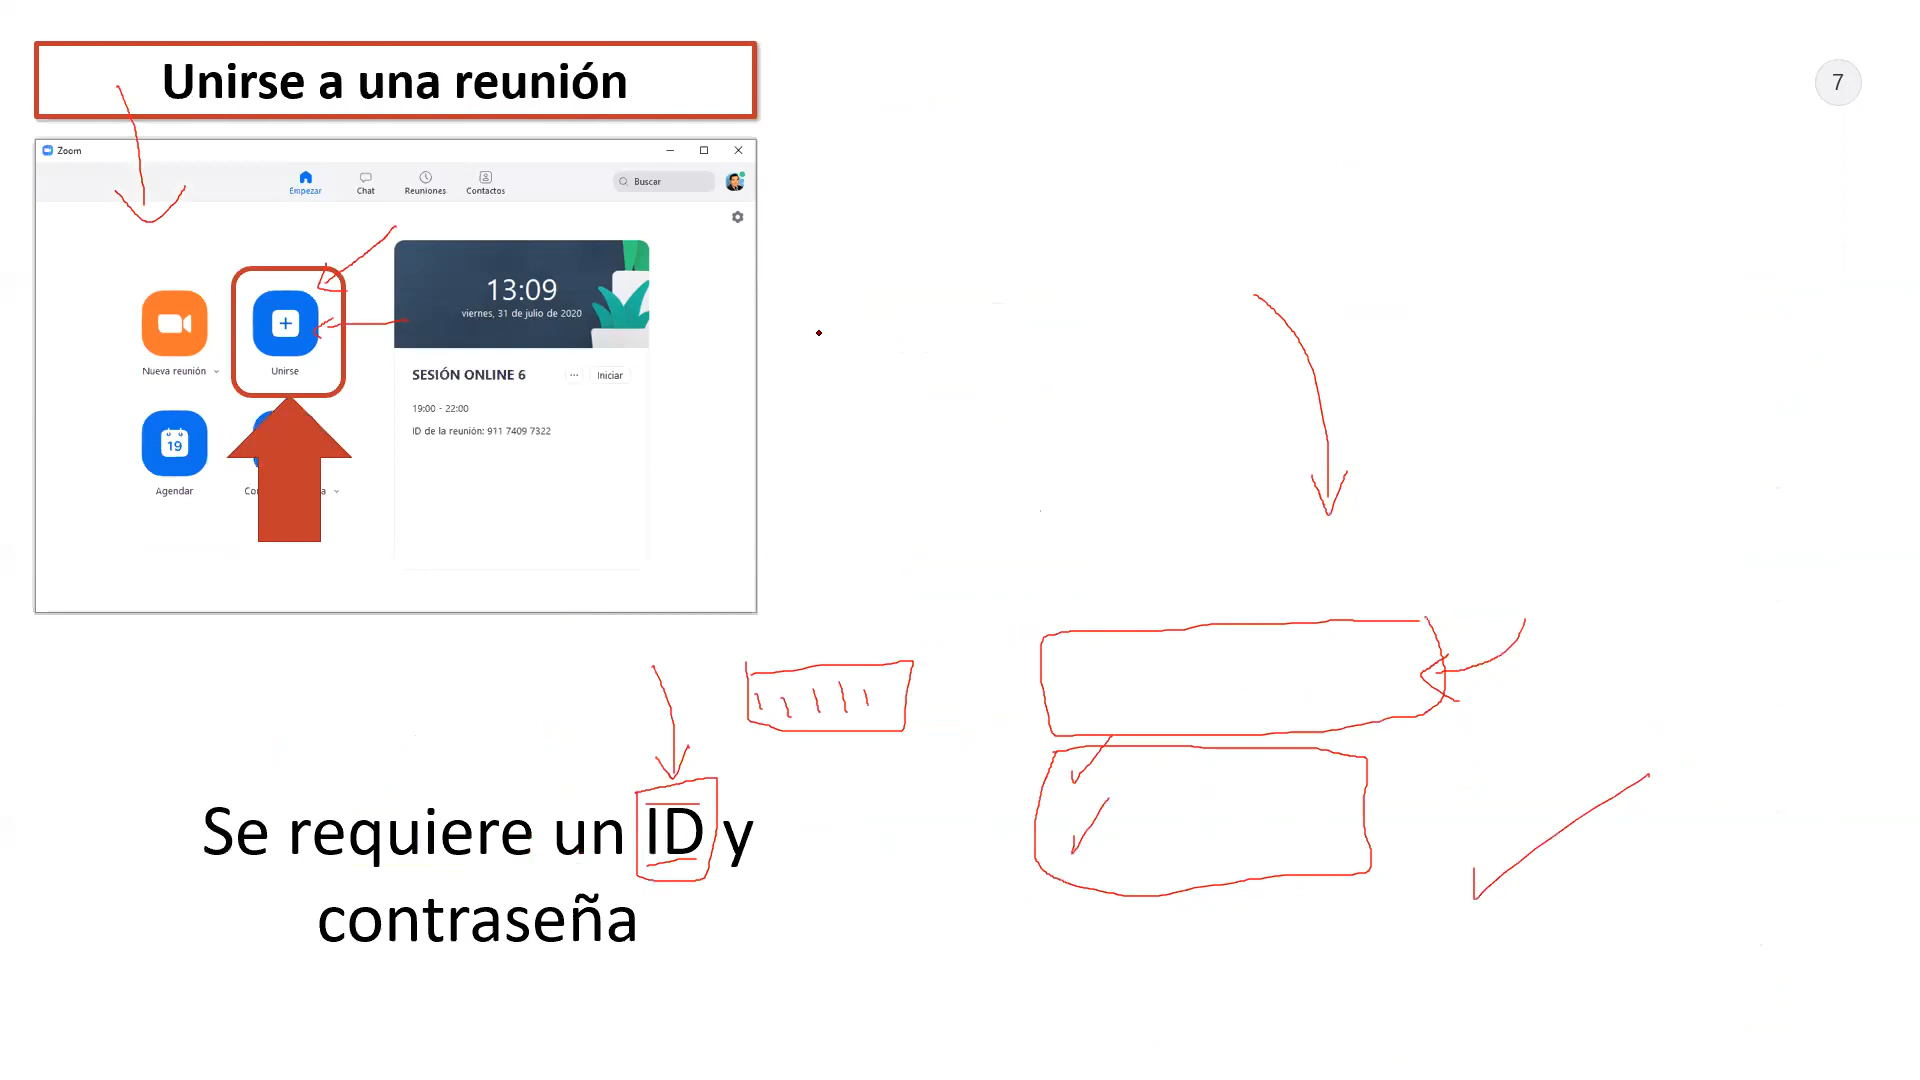 Unirse a una reunión
7
Zoom
Empezar
Chat
Reuniones
Contactos
Buscar
13:09
viernes, 31 de julio de 2020
Nueva reunión
Unirse
SESIÓN ONLINE 6
Iniciar
19:00 - 22:00
ID de la reunión: 911 7409 7322
19
Agendar
Co
a
Se requiere un ID y
contraseña